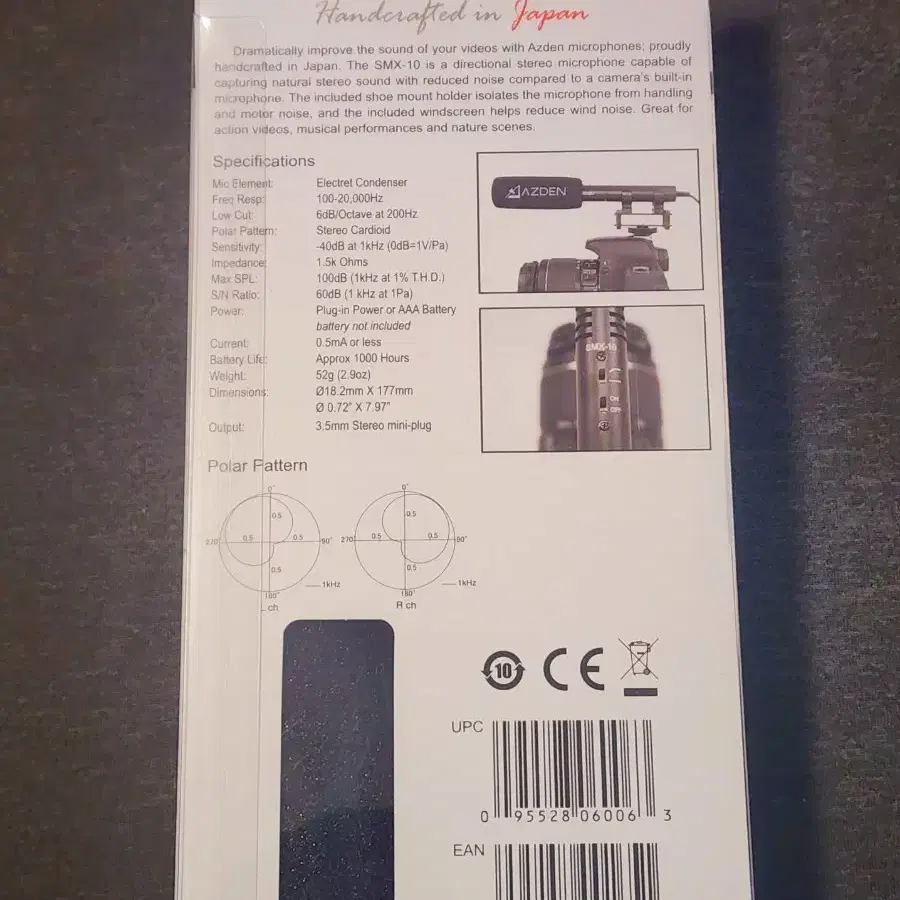 Handcrafted in Japan
Dramatically improve the sound of your videos with Azden microphones; proudly
handcrafted in Japan. The SMX-10 is a directional stereo microphone capable of
capturing natural stereo sound with reduced noise compared to a camera's built-in
microphone. The included shoe mount holder isolates the microphone from handling
and motor noise, and the included windscreen helps reduce wind noise. Great for
action videos, musical performances and nature scenes.
Specifications
Mic Element: Electret Condenser
Freq Resp: 100-20,000Hz
Low Cut: 6dB/Octave at 200Hz
Polar Pattern: Stereo Cardioid
Sensitivity: -40dB at 1kHz (0dB=1V/Pa)
Impedance: 1.5k Ohms
Max SPL: 100dB (1kHz at 1% T.H.D.)
S/N Ratio: 60dB (1 kHz at 1Pa)
Power: Plug-in Power or AAA Battery
battery not included
Current: 0.5mA or less
Battery Life: Approx 1000 Hours
Weight: 52g (2.9oz)
Dimensions: Ø18.2mm X 177mm
Ø 0.72" X 7.97"
Output: 3.5mm Stereo mini-plug
AZDEN
SMX-10
ON
OFF
Polar Pattern
0°
0.5
270 0.5 0.5 90°
0.5
180°
1kHz
L ch
0°
0.5
270 0.5 0.5 90°
0.5
180°
1kHz
R ch
10 CE
UPC
0 95528 06006 3
EAN